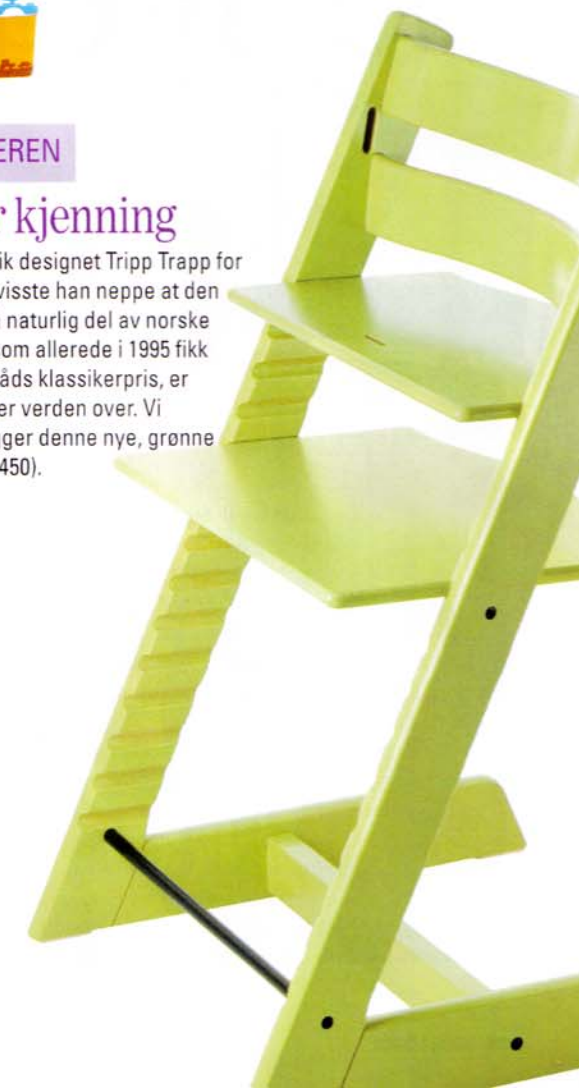 EREN
r kjenning
ik designet Tripp Trapp for
visste han neppe at den
naturlig del av norske
om allerede i 1995 fikk
åds klassikerpris, er
er verden over. Vi
ger denne nye, grønne
450).